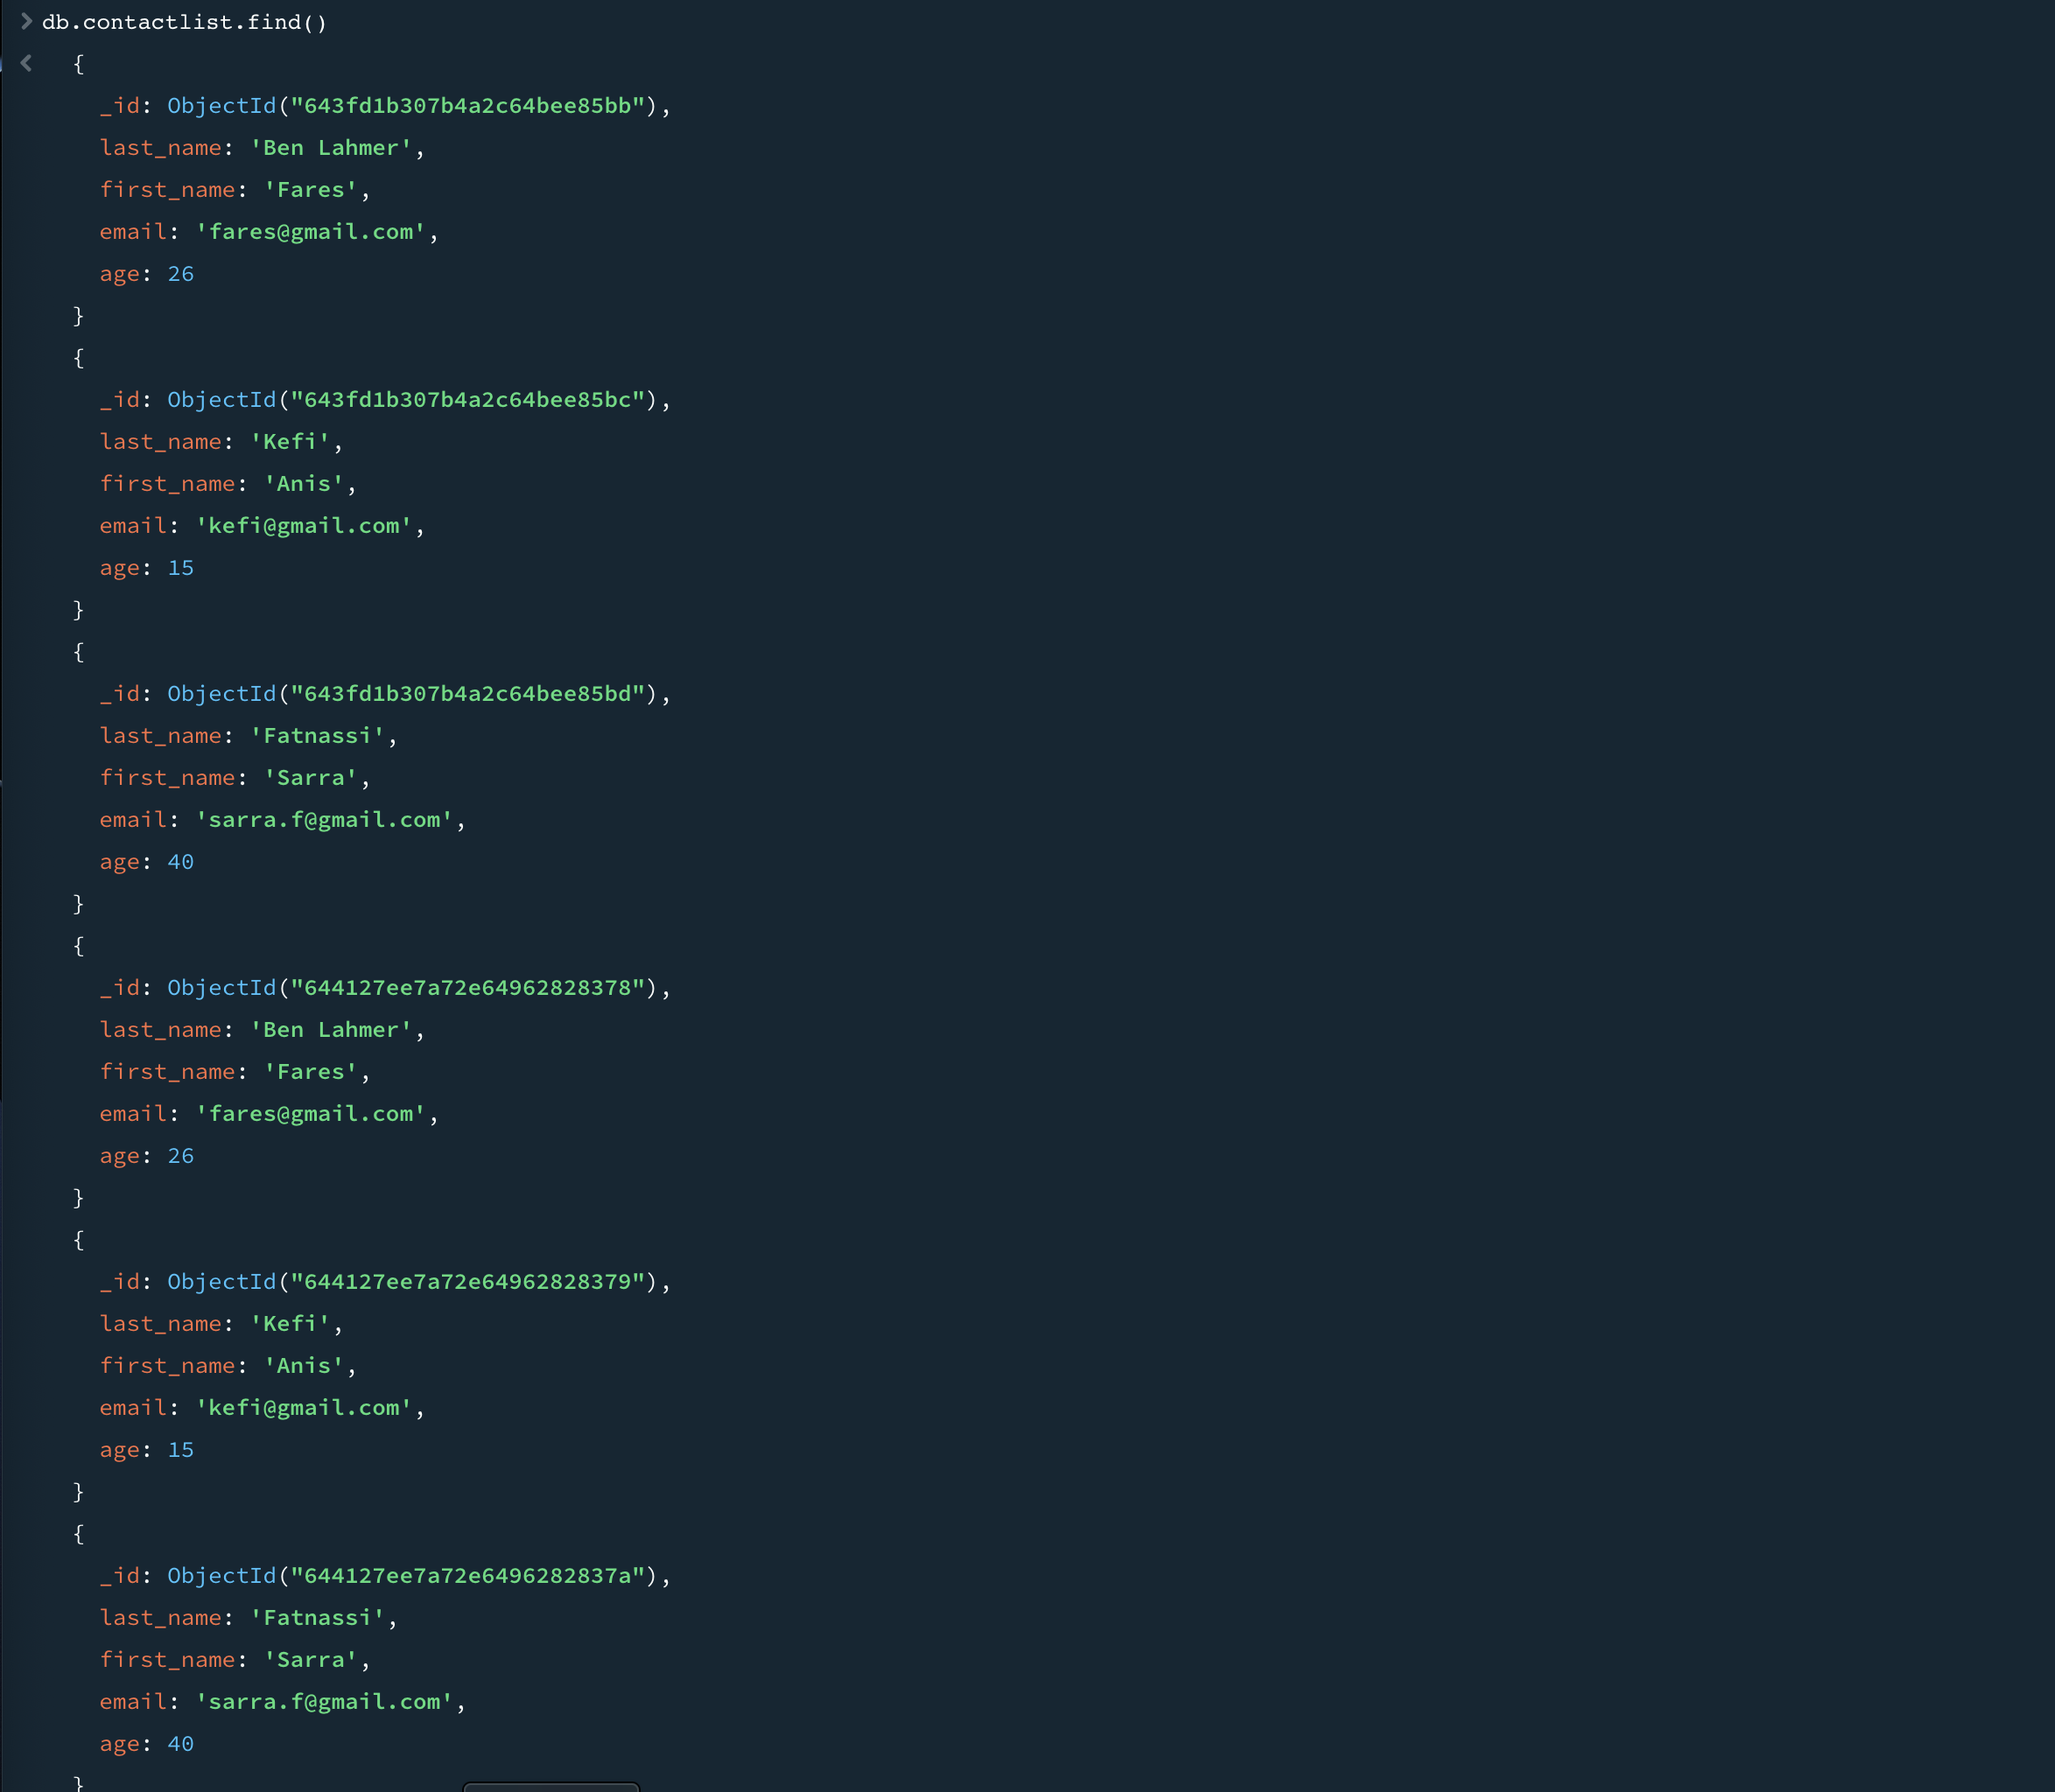 db.contactlist.find()
{
_id: ObjectId("643fd1b307b4a2c64bee85bb"),
last_name: 'Ben Lahmer',
first_name: 'Fares',
email: 'fares@gmail.com',
age: 26
}
{
_id: ObjectId("643fd1b307b4a2c64bee85bc"),
last_name: 'Kefi',
first_name: 'Anis',
email: 'kefi@gmail.com',
age: 15
}
{
_id: ObjectId("643fd1b307b4a2c64bee85bd"),
last_name: 'Fatnassi',
first_name: 'Sarra',
email: 'sarra.f@gmail.com',
age: 40
}
{
_id: ObjectId("644127ee7a72e64962828378"),
last_name: 'Ben Lahmer',
first_name: 'Fares',
email: 'fares@gmail.com',
age: 26
}
{
_id: ObjectId("644127ee7a72e64962828379"),
last_name: 'Kefi',
first_name: 'Anis',
email: 'kefi@gmail.com',
age: 15
}
{
_id: ObjectId("644127ee7a72e6496282837a"),
last_name: 'Fatnassi',
first_name: 'Sarra',
email: 'sarra.f@gmail.com',
age: 40
}